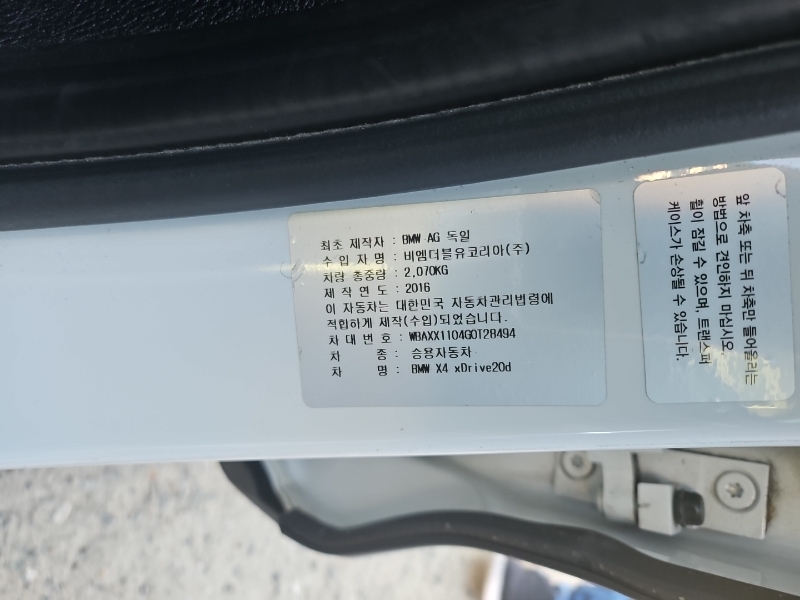 최초 제작자 : BMW AG 독일
수 입 자 명 : 비엠더블유코리아(주)
차량 총중량 : 2,070KG
제 작 연 도 : 2016
이 자동차는 대한민국 자동차관리법령에
적합하게 제작(수입)되었습니다.
차 대 번 호 : WBAXX1104G0T28494
차 종 : 승용자동차
차 명 : BMW X4 xDrive20d
앞 차축 또는 뒤 차축만 들어올리는
방법으로 견인하지 마십시오.
휠이 잠길 수 있으며, 트랜스퍼
케이스가 손상될 수 있습니다.